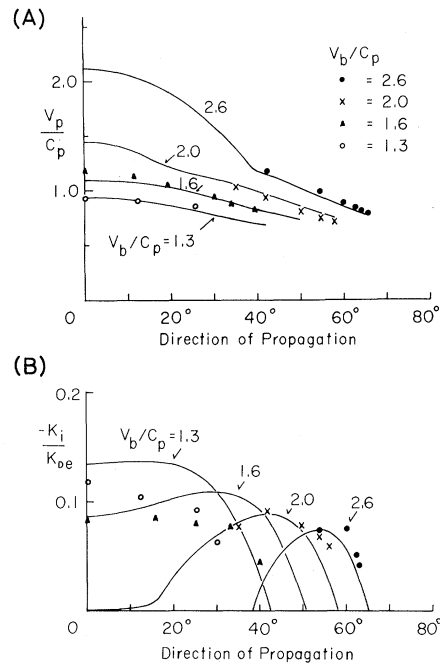 (A)
V_b/C_p
• = 2.6
× = 2.0
▲ = 1.6
○ = 1.3
V_p/C_p
2.0
1.0
2.6
2.0
1.6
V_b/C_p=1.3
0 20° 40° 60° 80°
Direction of Propagation
(B)
0.2
-K_i/K_De
0.1
V_b/C_p=1.3
1.6
2.0
2.6
0 20° 40° 60° 80°
Direction of Propagation